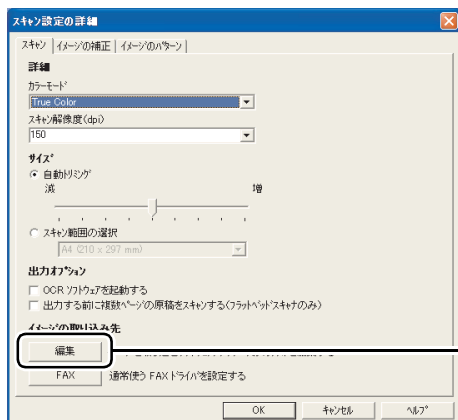 スキャン設定の詳細
スキャン イメージの補正 イメージのパターン
詳細
カラーモード
True Color
スキャン解像度(dpi)
150
サイズ
自動トリミング
減 増
スキャン範囲の選択
A4 (210 x 297 mm)
出力オプション
OCR ソフトウェアを起動する
出力する前に複数ページの原稿をスキャンする(フラットベッドスキャナのみ)
イメージの取り込み先
編集
FAX 通常使う FAX ドライバを設定する
OK キャンセル ヘルプ